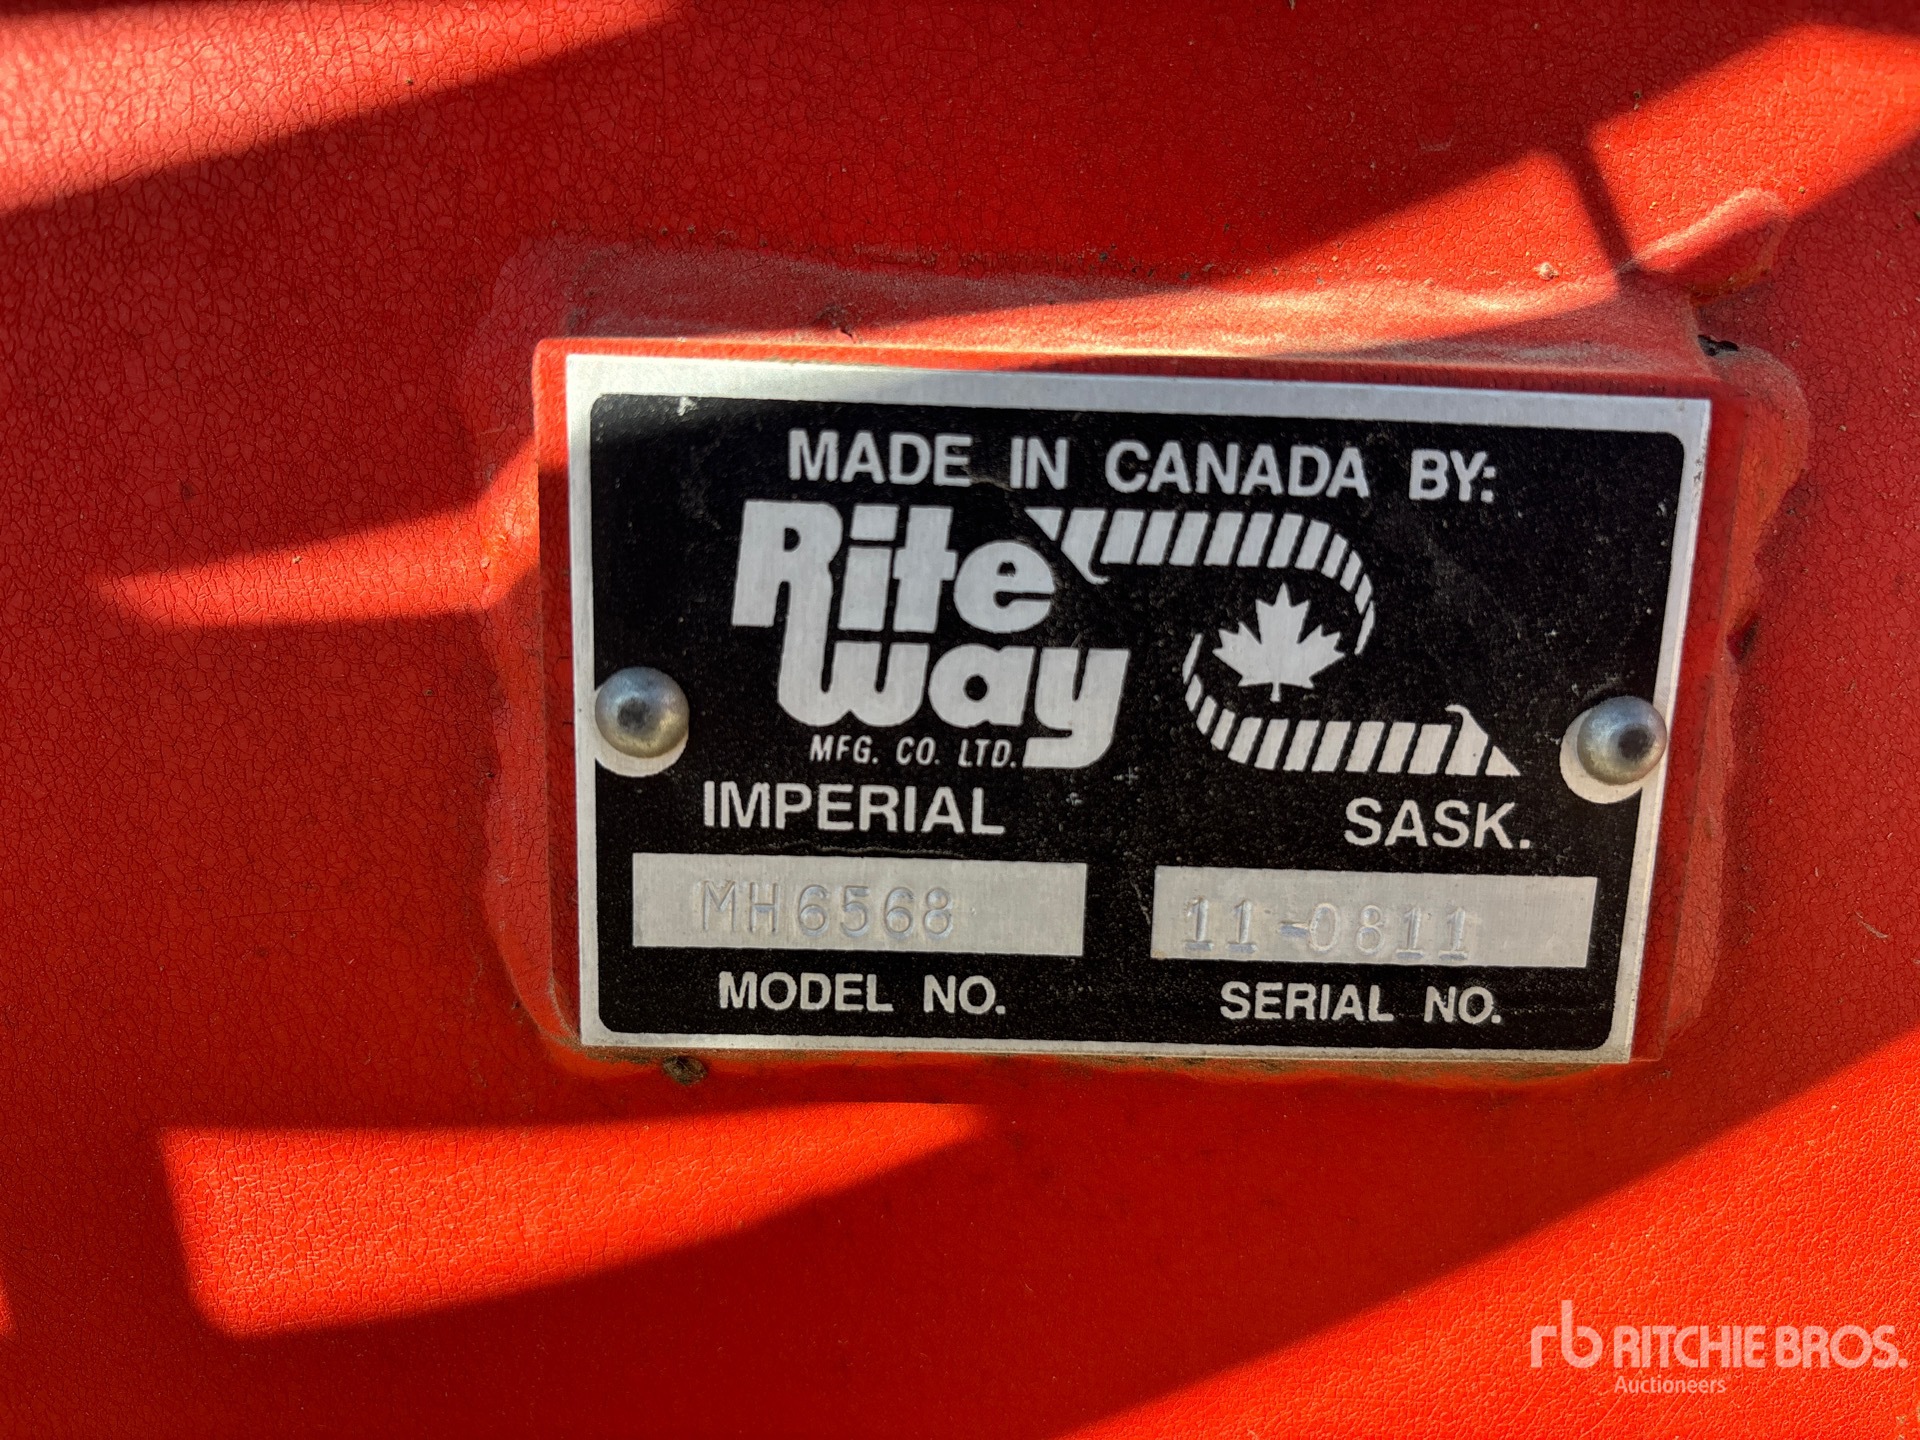 MADE IN CANADA BY:
Rite Way
MFG. CO. LTD.
IMPERIAL SASK.
MH6568 11-0811
MODEL NO. SERIAL NO.
rb RITCHIE BROS.
Auctioneers